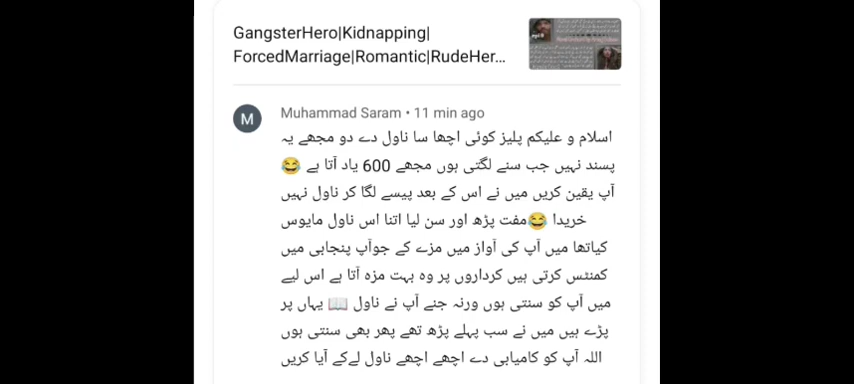 GangsterHero|Kidnapping|
ForcedMarriage|Romantic|RudeHer...
M
Muhammad Saram • 11 min ago
اسلام و علیکم پلیز کوئی اچھا سا ناول دے دو مجھے یہ
پسند نہیں جب سنے لگتی ہوں مجھے 600 یاد آتا ہے 😂
آپ یقین کریں میں نے اس کے بعد پیسے لگا کر ناول نہیں
خریدا 😂مفت پڑھ اور سن لیا اتنا اس ناول مایوس
کیاتھا میں آپ کی آواز میں مزے کے جوآپ پنجابی میں
کمنٹس کرتی ہیں کرداروں پر وہ بہت مزہ آتا ہے اس لیے
میں آپ کو سنتی ہوں ورنہ جنے آپ نے ناول 📖 یہاں پر
پڑے ہیں میں نے سب پہلے پڑھ تھے پھر بھی سنتی ہوں
اللہ آپ کو کامیابی دے اچھے اچھے ناول لےکے آیا کریں